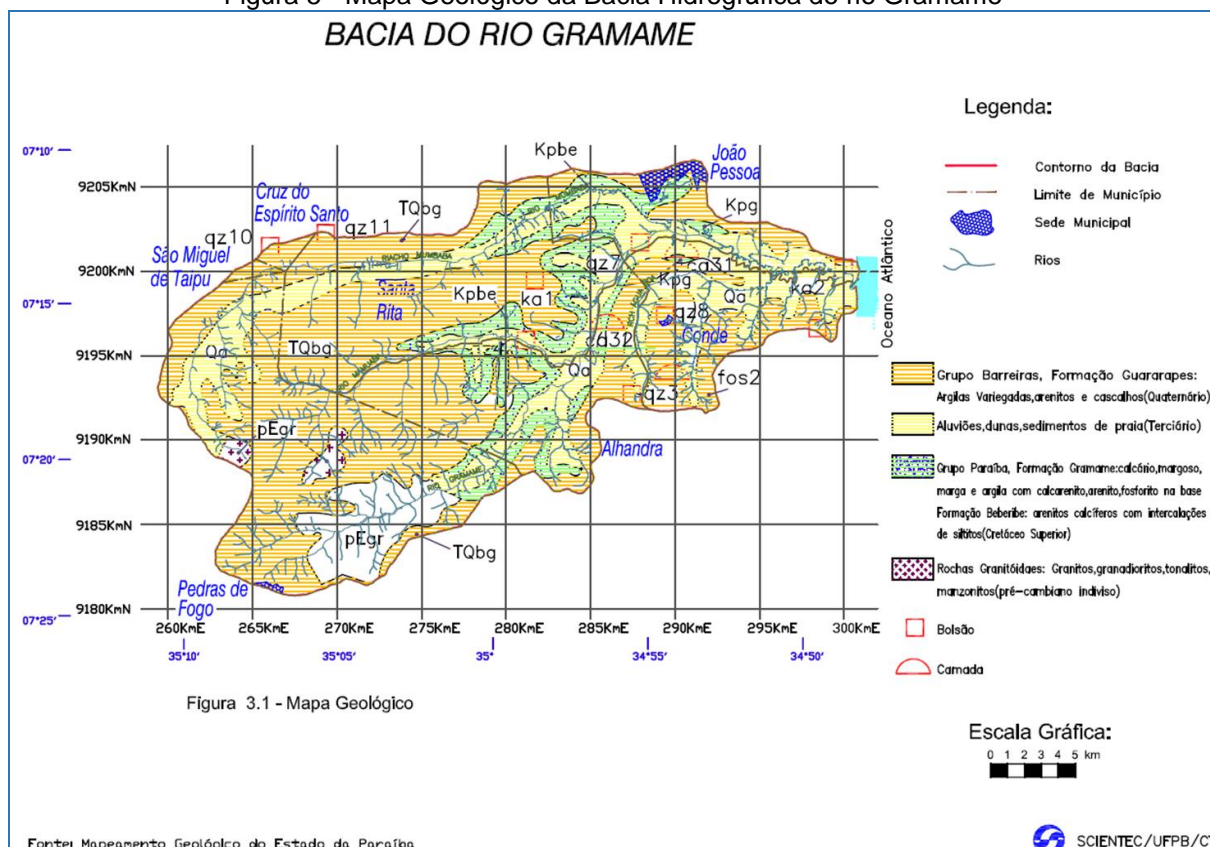 Figura 3 - Mapa Geológico da Bacia Hidrográfica do rio Gramame
BACIA DO RIO GRAMAME
Legenda:
Contorno da Bacia
Limite de Município
Sede Municipal
Rios
07°10'
07°15'
07°20'
07°25'
9205KmN
9200KmN
9195KmN
9190KmN
9185KmN
9180KmN
Kpbe
João
Pessoa
Cruz do
Espírito Santo
TQbg
Kpg
qz10
qz11
São Miguel
de Taipu
RIACHO MUMBABA
qz7
ca31
Kpg
Santa
Rita
Kpbe
ka1
Qa
ka2
Oceano Atlântico
qz8
Conde
Qa
TQbg
RIO MAMUABA
Qa
fos2
qz3
pEgr
Alhandra
RIO GRAMAME
pEgr
TQbg
Pedras de
Fogo
260KmE
265KmE
270KmE
275KmE
280KmE
285KmE
290KmE
295KmE
300KmE
35°10'
35°05'
35°
34°55'
34°50'
Grupo Barreiras, Formação Guararapes:
Argilas Variegadas,arenitos e cascalhos(Quaternário)
Aluviões,dunas,sedimentos de praia(Terciário)
Grupo Paraíba, Formação Gramame:calcário,margoso,
marga e argila com calcarenito,arenito,fosforito na base
Formação Beberibe: arenitos calcíferos com intercalações
de siltitos(Cretáceo Superior)
Rochas Granitóidaes: Granitos,granadioritos,tonalitos,
manzonitos(pré-cambiano indiviso)
Bolsão
Camada
Figura 3.1 - Mapa Geológico
Escala Gráfica:
0 1 2 3 4 5 km
Fonte: Mapeamento Geológico do Estado da Paraíba
SCIENTEC/UFPB/CT